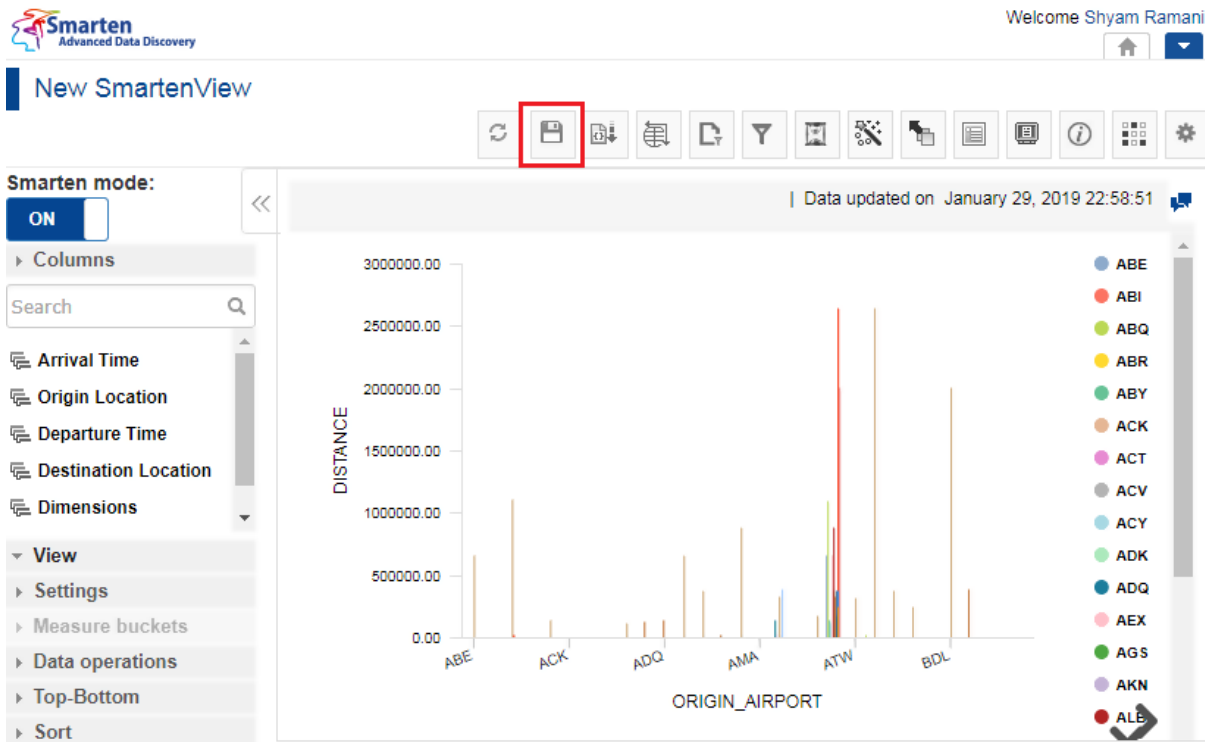 Smarten
Advanced Data Discovery
Welcome Shyam Ramani
New SmartenView
Smarten mode:
ON
| Data updated on January 29, 2019 22:58:51
Columns
Search
Arrival Time
Origin Location
Departure Time
Destination Location
Dimensions
View
Settings
Measure buckets
Data operations
Top-Bottom
Sort
DISTANCE
3000000.00
2500000.00
2000000.00
1500000.00
1000000.00
500000.00
0.00
ABE ACK ADQ AMA ATW BDL
ORIGIN_AIRPORT
ABE
ABI
ABQ
ABR
ABY
ACK
ACT
ACV
ACY
ADK
ADQ
AEX
AGS
AKN
ALB